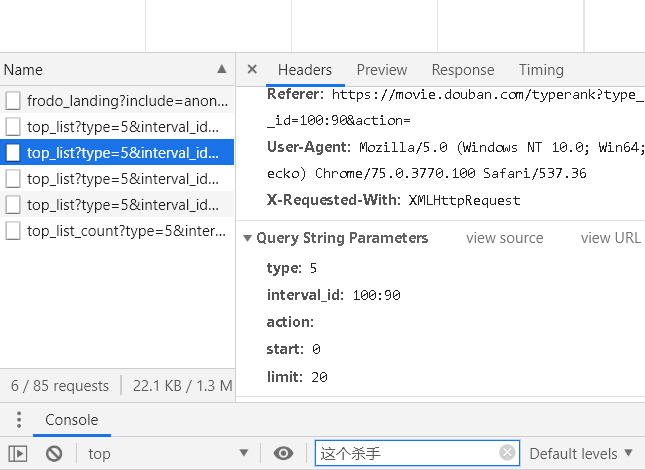 Name
frodo_landing?include=anon...
top_list?type=5&interval_id...
top_list?type=5&interval_id...
top_list?type=5&interval_id...
top_list?type=5&interval_id...
top_list_count?type=5&inter...
6 / 85 requests
22.1 KB / 1.3 M
Headers Preview Response Timing
Referer: https://movie.douban.com/typerank?type_
_id=100:90&action=
User-Agent: Mozilla/5.0 (Windows NT 10.0; Win64;
ecko) Chrome/75.0.3770.100 Safari/537.36
X-Requested-With: XMLHttpRequest
Query String Parameters view source view URL
type: 5
interval_id: 100:90
action:
start: 0
limit: 20
Console
top 这个杀手 Default levels